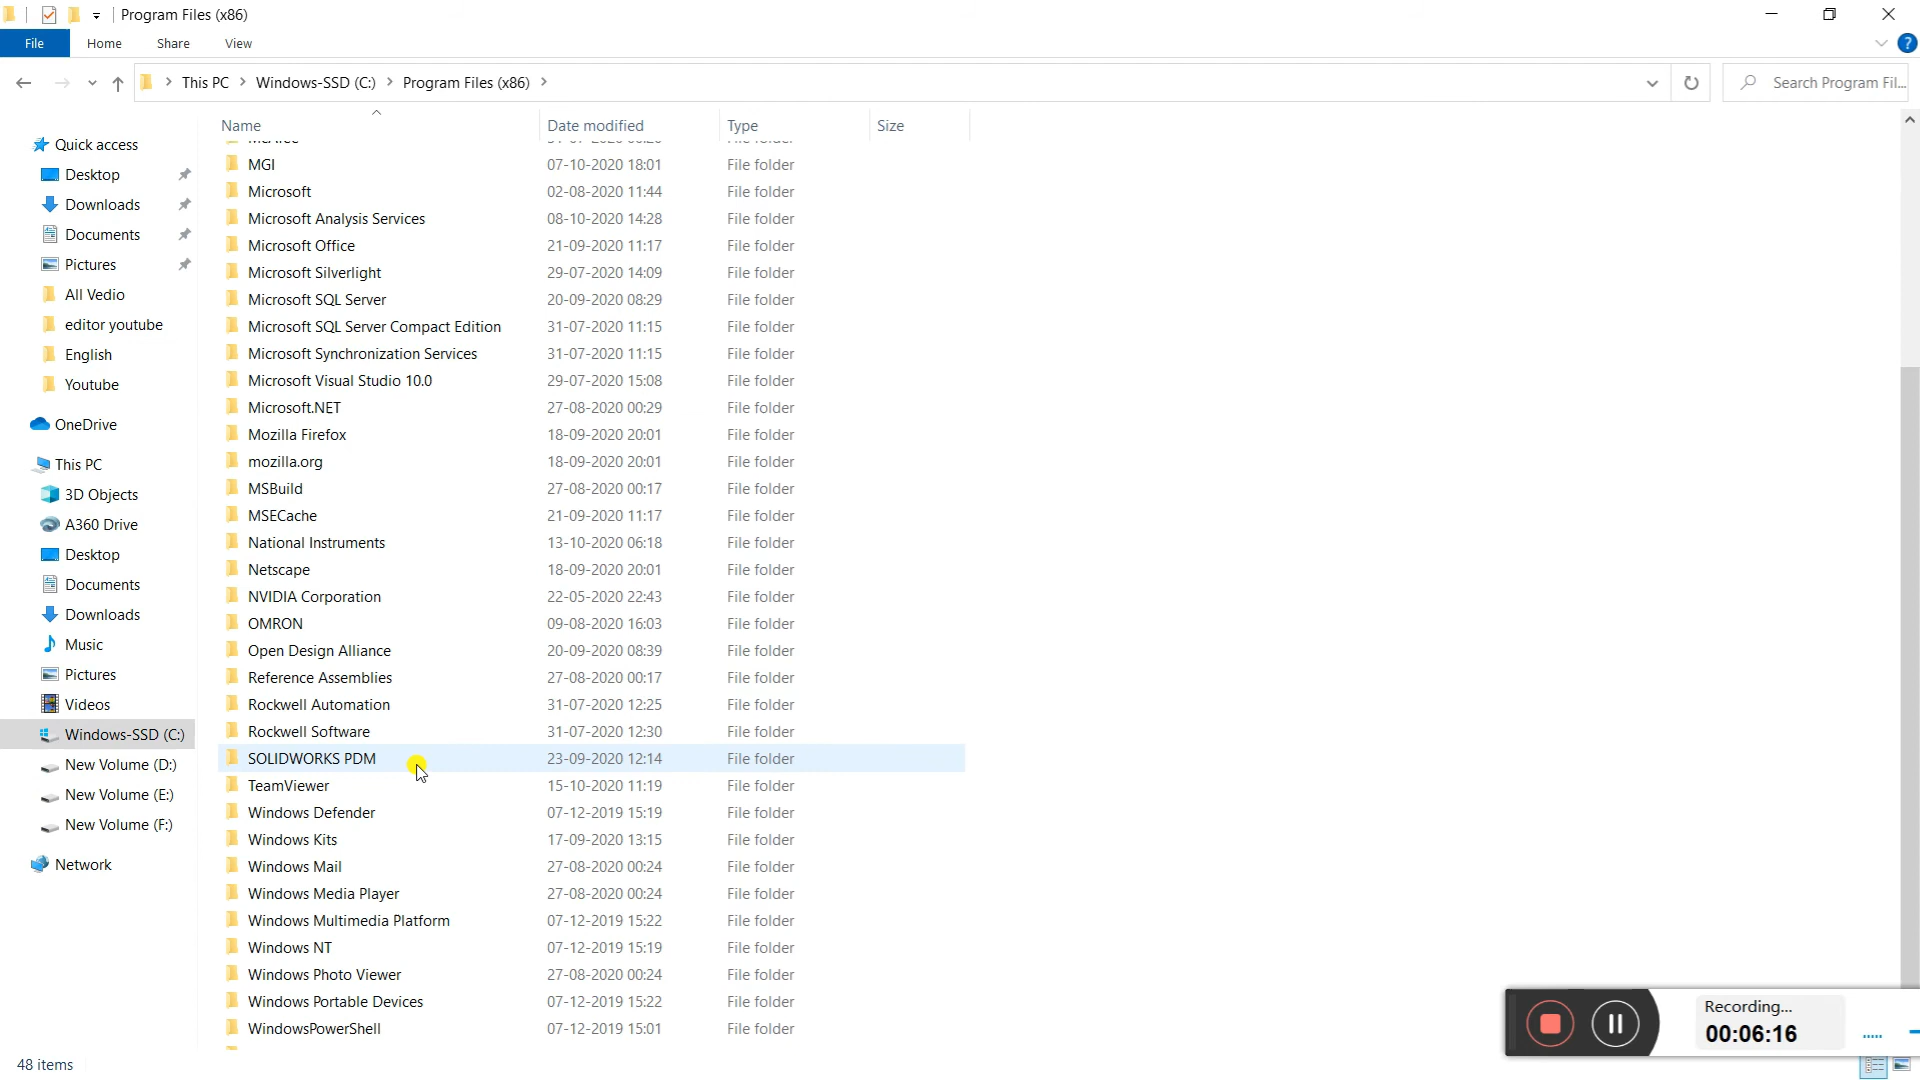 Program Files (x86)
File Home Share View ?
This PC Windows-SSD (C:) Program Files (x86) Search Program Fil...
Name Date modified Type Size
Quick access
Desktop
Downloads
Documents
Pictures
All Vedio
editor youtube
English
Youtube
OneDrive
This PC
3D Objects
A360 Drive
Desktop
Documents
Downloads
Music
Pictures
Videos
Windows-SSD (C:)
New Volume (D:)
New Volume (E:)
New Volume (F:)
Network
MGI 07-10-2020 18:01 File folder
Microsoft 02-08-2020 11:44 File folder
Microsoft Analysis Services 08-10-2020 14:28 File folder
Microsoft Office 21-09-2020 11:17 File folder
Microsoft Silverlight 29-07-2020 14:09 File folder
Microsoft SQL Server 20-09-2020 08:29 File folder
Microsoft SQL Server Compact Edition 31-07-2020 11:15 File folder
Microsoft Synchronization Services 31-07-2020 11:15 File folder
Microsoft Visual Studio 10.0 29-07-2020 15:08 File folder
Microsoft.NET 27-08-2020 00:29 File folder
Mozilla Firefox 18-09-2020 20:01 File folder
mozilla.org 18-09-2020 20:01 File folder
MSBuild 27-08-2020 00:17 File folder
MSECache 21-09-2020 11:17 File folder
National Instruments 13-10-2020 06:18 File folder
Netscape 18-09-2020 20:01 File folder
NVIDIA Corporation 22-05-2020 22:43 File folder
OMRON 09-08-2020 16:03 File folder
Open Design Alliance 20-09-2020 08:39 File folder
Reference Assemblies 27-08-2020 00:17 File folder
Rockwell Automation 31-07-2020 12:25 File folder
Rockwell Software 31-07-2020 12:30 File folder
SOLIDWORKS PDM 23-09-2020 12:14 File folder
TeamViewer 15-10-2020 11:19 File folder
Windows Defender 07-12-2019 15:19 File folder
Windows Kits 17-09-2020 13:15 File folder
Windows Mail 27-08-2020 00:24 File folder
Windows Media Player 27-08-2020 00:24 File folder
Windows Multimedia Platform 07-12-2019 15:22 File folder
Windows NT 07-12-2019 15:19 File folder
Windows Photo Viewer 27-08-2020 00:24 File folder
Windows Portable Devices 07-12-2019 15:22 File folder
WindowsPowerShell 07-12-2019 15:01 File folder
Recording...
00:06:16
48 items